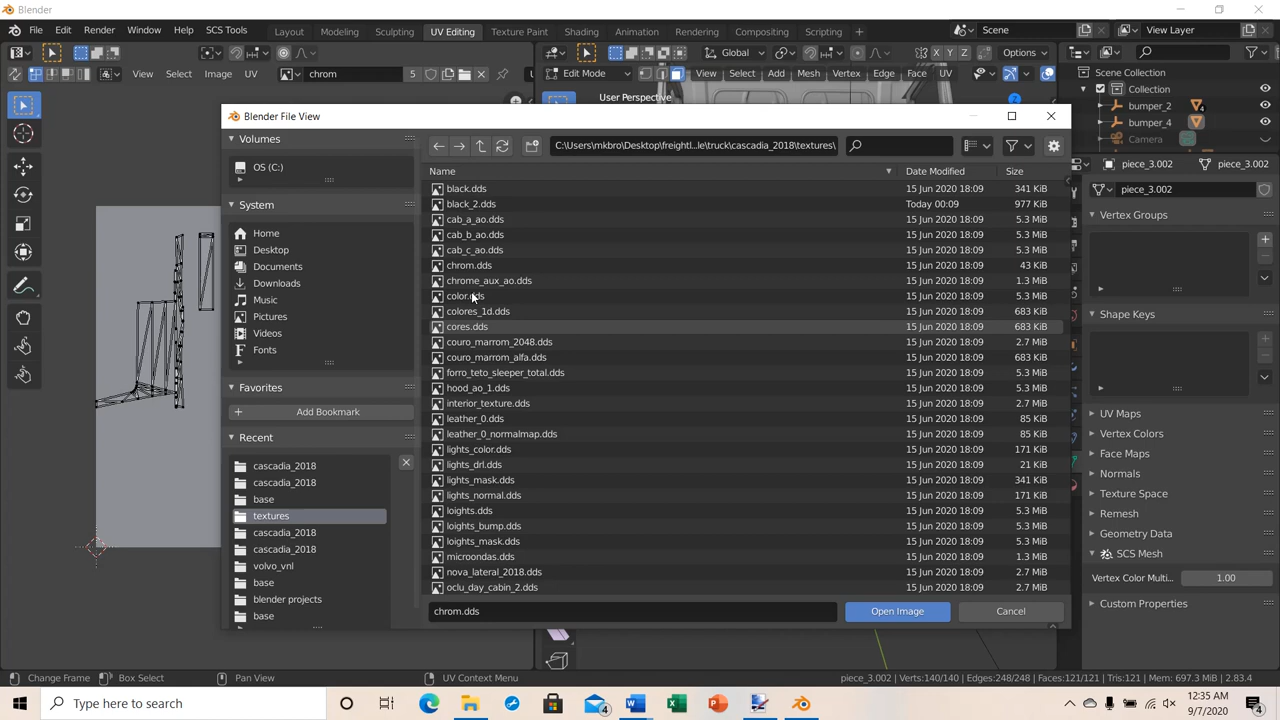 Blender
File Edit Render Window Help SCS Tools Layout Modeling Sculpting UV Editing Texture Paint Shading Animation Rendering Compositing Scripting Scene View Layer
Global Options
View Select Image UV chrom 5 Edit Mode View Select Add Mesh Vertex Edge Face UV
User Perspective
Scene Collection
Collection
bumper_2
bumper_4
Camera
Blender File View
Volumes
OS (C:)
System
Home
Desktop
Documents
Downloads
Music
Pictures
Videos
Fonts
Favorites
Add Bookmark
Recent
cascadia_2018
cascadia_2018
base
textures
cascadia_2018
cascadia_2018
volvo_vnl
base
blender projects
base
C:\Users\mkbro\Desktop\freightl...le\truck\cascadia_2018\textures\
Name Date Modified Size
black.dds 15 Jun 2020 18:09 341 KiB
black_2.dds Today 00:09 977 KiB
cab_a_ao.dds 15 Jun 2020 18:09 5.3 MiB
cab_b_ao.dds 15 Jun 2020 18:09 5.3 MiB
cab_c_ao.dds 15 Jun 2020 18:09 5.3 MiB
chrom.dds 15 Jun 2020 18:09 43 KiB
chrome_aux_ao.dds 15 Jun 2020 18:09 1.3 MiB
color.dds 15 Jun 2020 18:09 5.3 MiB
colores_1d.dds 15 Jun 2020 18:09 683 KiB
cores.dds 15 Jun 2020 18:09 683 KiB
couro_marrom_2048.dds 15 Jun 2020 18:09 2.7 MiB
couro_marrom_alfa.dds 15 Jun 2020 18:09 683 KiB
forro_teto_sleeper_total.dds 15 Jun 2020 18:09 5.3 MiB
hood_ao_1.dds 15 Jun 2020 18:09 5.3 MiB
interior_texture.dds 15 Jun 2020 18:09 2.7 MiB
leather_0.dds 15 Jun 2020 18:09 85 KiB
leather_0_normalmap.dds 15 Jun 2020 18:09 85 KiB
lights_color.dds 15 Jun 2020 18:09 171 KiB
lights_drl.dds 15 Jun 2020 18:09 21 KiB
lights_mask.dds 15 Jun 2020 18:09 341 KiB
lights_normal.dds 15 Jun 2020 18:09 171 KiB
loights.dds 15 Jun 2020 18:09 5.3 MiB
loights_bump.dds 15 Jun 2020 18:09 5.3 MiB
loights_mask.dds 15 Jun 2020 18:09 5.3 MiB
microondas.dds 15 Jun 2020 18:09 1.3 MiB
nova_lateral_2018.dds 15 Jun 2020 18:09 2.7 MiB
oclu_day_cabin_2.dds 15 Jun 2020 18:09 2.7 MiB
chrom.dds Open Image Cancel
piece_3.002 piece_3.002
piece_3.002
Vertex Groups
Shape Keys
UV Maps
Vertex Colors
Face Maps
Normals
Texture Space
Remesh
Geometry Data
SCS Mesh
Vertex Color Multi... 1.00
Custom Properties
Change Frame Box Select Pan View UV Context Menu piece_3.002 | Verts:140/140 | Edges:248/248 | Faces:121/121 | Tris:121 | Mem: 697.3 MiB | 2.83.4
Type here to search 4 12:35 AM
9/7/2020 4